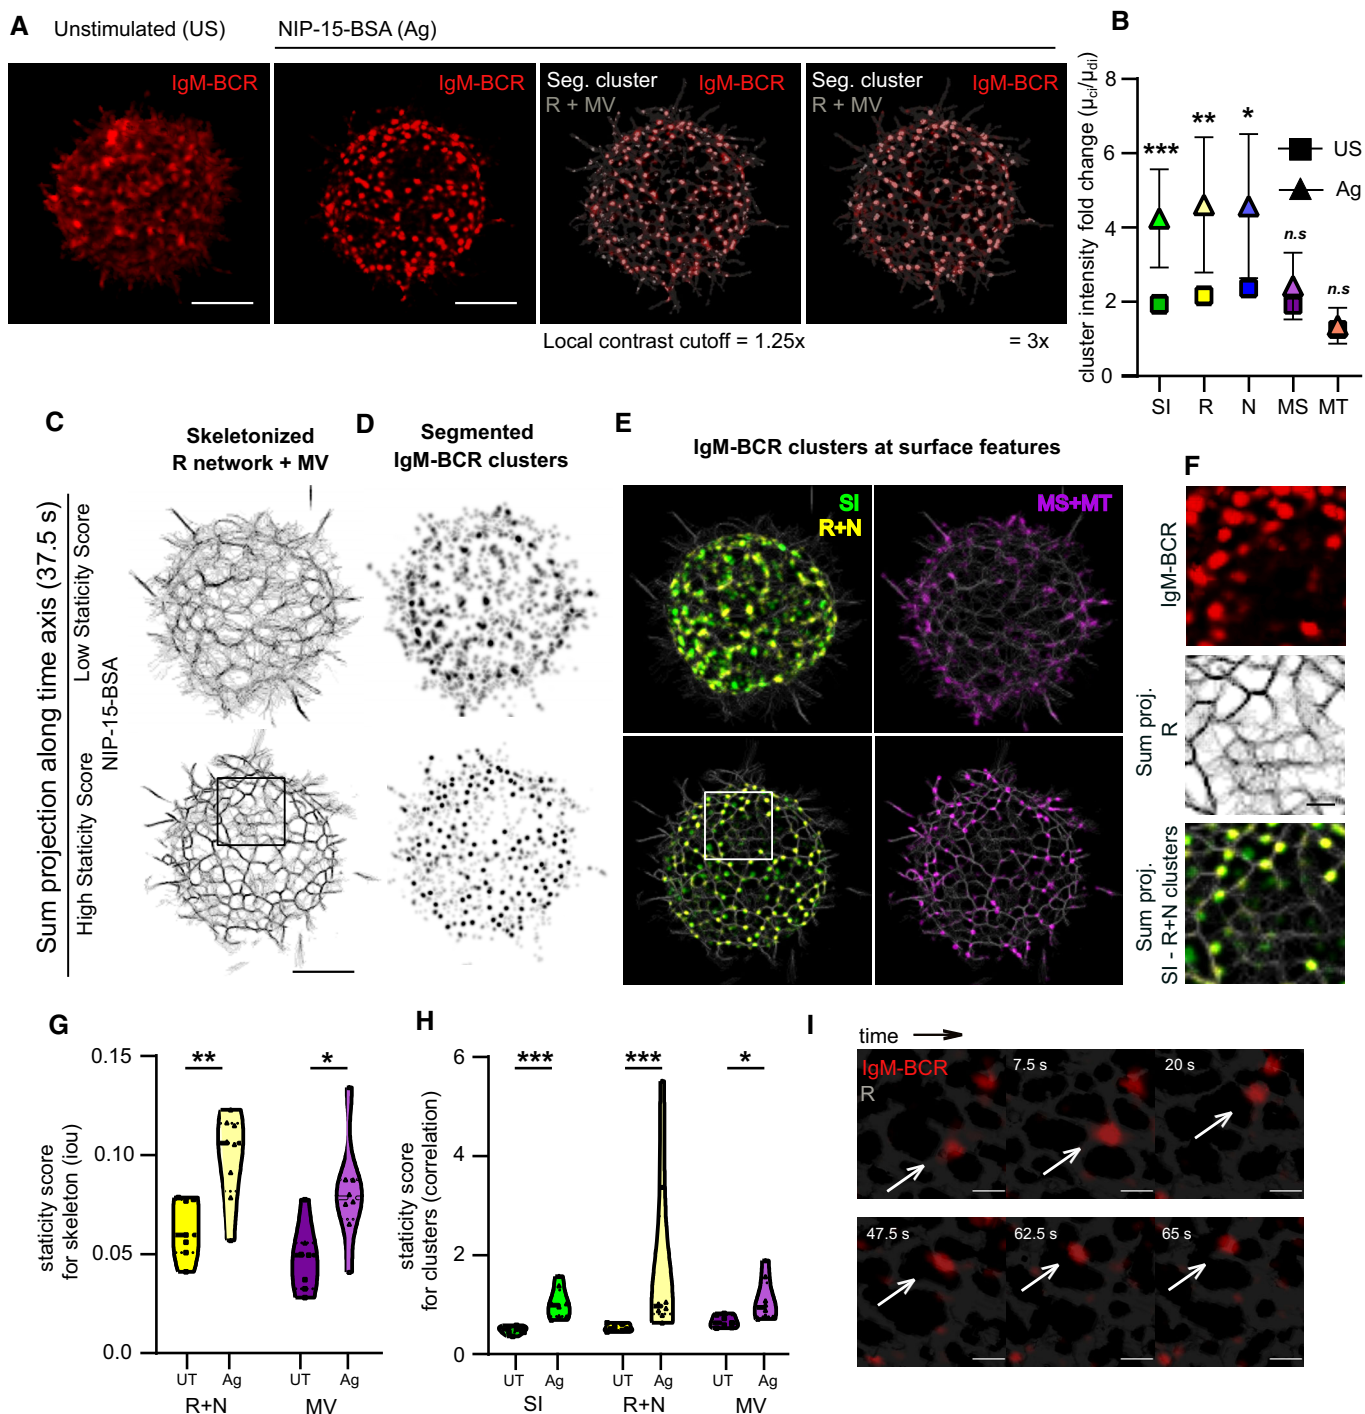 A
Unstimulated (US)
NIP-15-BSA (Ag)
IgM-BCR
IgM-BCR
Seg. cluster
R + MV
IgM-BCR
Seg. cluster
R + MV
IgM-BCR
Local contrast cutoff = 1.25x
= 3x
B
cluster intensity fold change (μci/μdi)
8
6
4
2
0
***
**
*
n.s
n.s
US
Ag
SI
R
N
MS
MT
C
Skeletonized
R network + MV
D
Segmented
IgM-BCR clusters
E
IgM-BCR clusters at surface features
F
Sum projection along time axis (37.5 s)
NIP-15-BSA
Low Staticity Score
High Staticity Score
SI
R+N
MS+MT
IgM-BCR
Sum proj.
R
Sum proj.
SI - R+N clusters
G
staticity score
for skeleton (iou)
0.15
0.10
0.05
0.0
**
*
UT
Ag
UT
Ag
R+N
MV
H
staticity score
for clusters (correlation)
6
4
2
0
***
***
*
UT
Ag
UT
Ag
UT
Ag
SI
R+N
MV
I
time
IgM-BCR
R
7.5 s
20 s
47.5 s
62.5 s
65 s